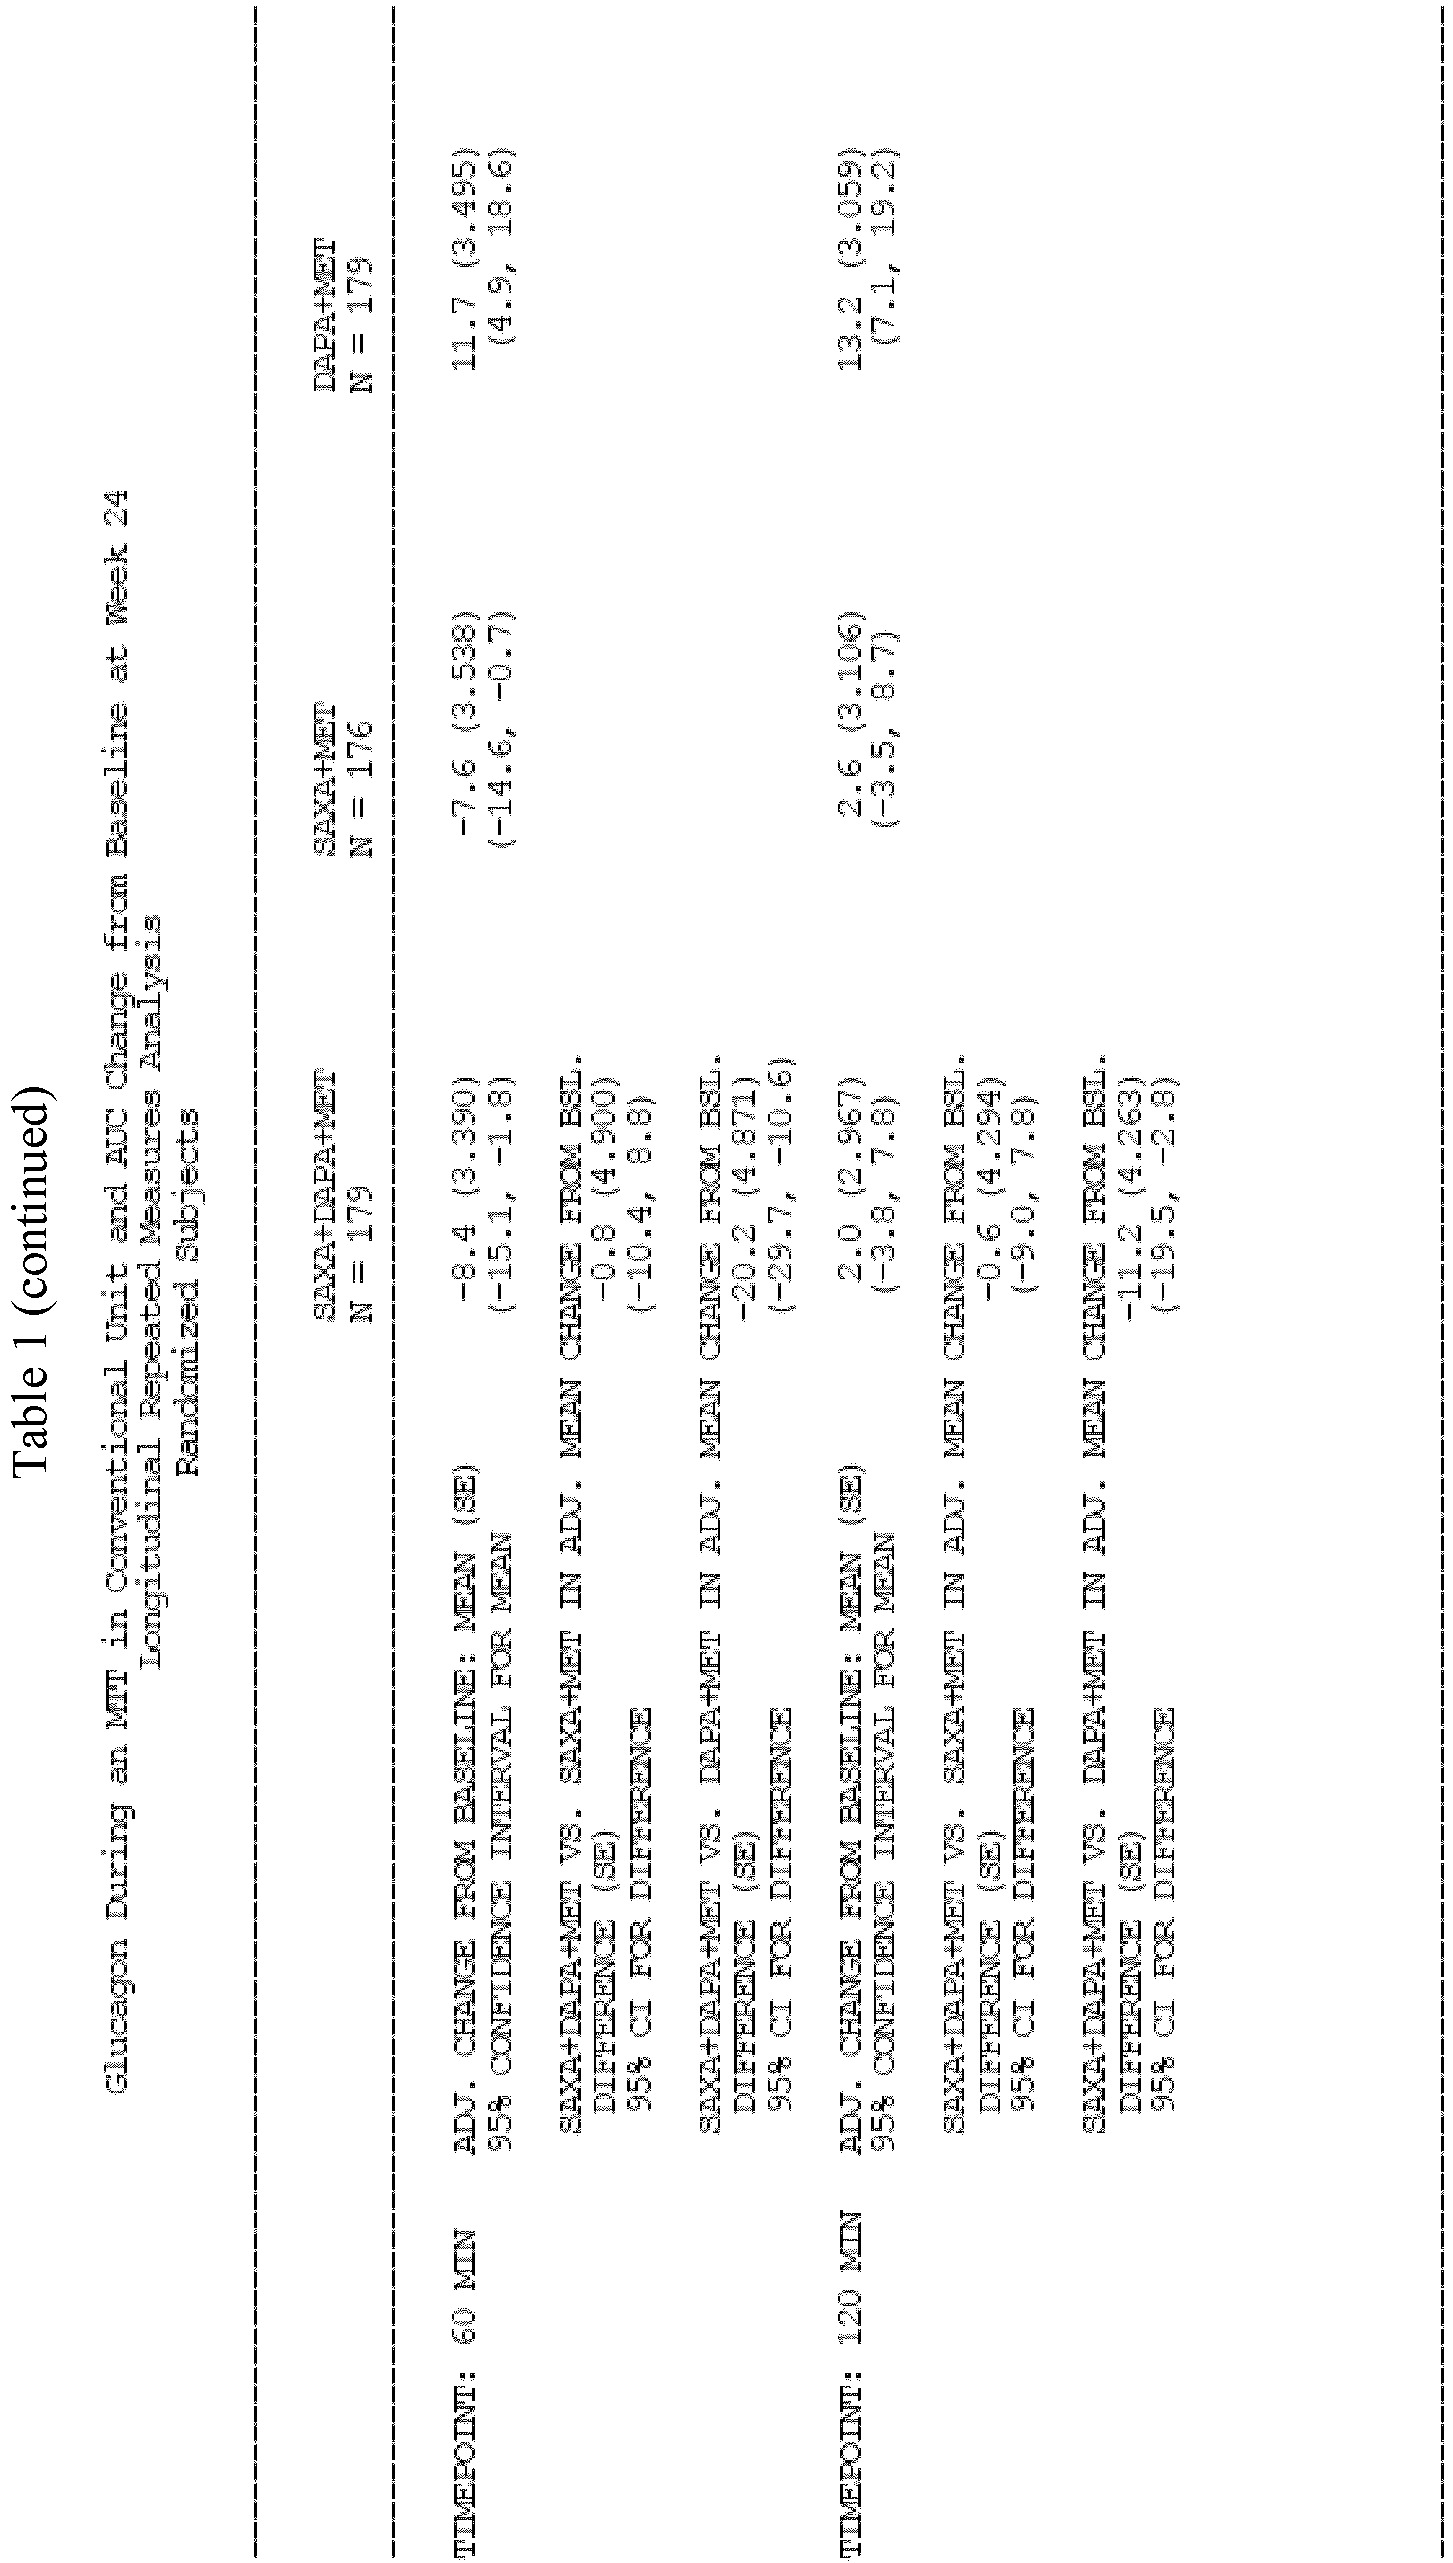 Table 1 (continued)
Glucagon During an MTT in Conventional Unit and AUC Change from Baseline at Week 24
Longitudinal Repeated Measures Analysis
Randomized Subjects
SAXA+DAPA+MET SAXA+MET DAPA+MET
N = 179 N = 176 N = 179
TIMEPOINT: 60 MIN ADJ. CHANGE FROM BASELINE: MEAN (SE) -8.4 (3.390) -7.6 (3.538) 11.7 (3.495)
95% CONFIDENCE INTERVAL FOR MEAN (-15.1, -1.8) (-14.6, -0.7) (4.9, 18.6)
SAXA+DAPA+MET VS. SAXA+MET IN ADJ. MEAN CHANGE FROM BSL.
DIFFERENCE (SE) -0.8 (4.900)
95% CI FOR DIFFERENCE (-10.4, 8.8)
SAXA+DAPA+MET VS. DAPA+MET IN ADJ. MEAN CHANGE FROM BSL.
DIFFERENCE (SE) -20.2 (4.871)
95% CI FOR DIFFERENCE (-29.7, -10.6)
TIMEPOINT: 120 MIN ADJ. CHANGE FROM BASELINE: MEAN (SE) 2.0 (2.967) 2.6 (3.106) 13.2 (3.059)
95% CONFIDENCE INTERVAL FOR MEAN (-3.8, 7.8) (-3.5, 8.7) (7.1, 19.2)
SAXA+DAPA+MET VS. SAXA+MET IN ADJ. MEAN CHANGE FROM BSL.
DIFFERENCE (SE) -0.6 (4.294)
95% CI FOR DIFFERENCE (-9.0, 7.8)
SAXA+DAPA+MET VS. DAPA+MET IN ADJ. MEAN CHANGE FROM BSL.
DIFFERENCE (SE) -11.2 (4.263)
95% CI FOR DIFFERENCE (-19.5, -2.8)